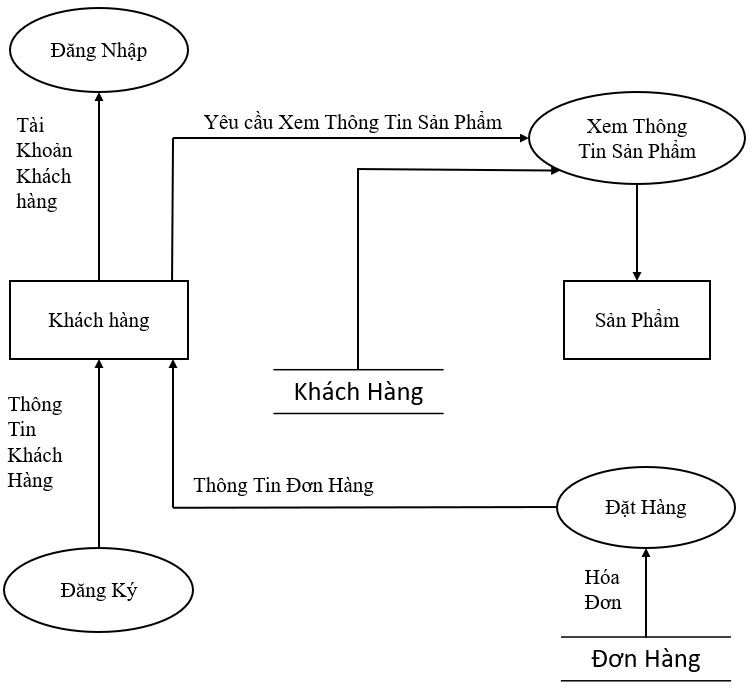 Đăng Nhập
Tài
Khoản
Khách
hàng
Yêu cầu Xem Thông Tin Sản Phẩm
Xem Thông
Tin Sản Phẩm
Khách hàng
Sản Phẩm
Khách Hàng
Thông
Tin
Khách
Hàng
Thông Tin Đơn Hàng
Đặt Hàng
Đăng Ký
Hóa
Đơn
Đơn Hàng